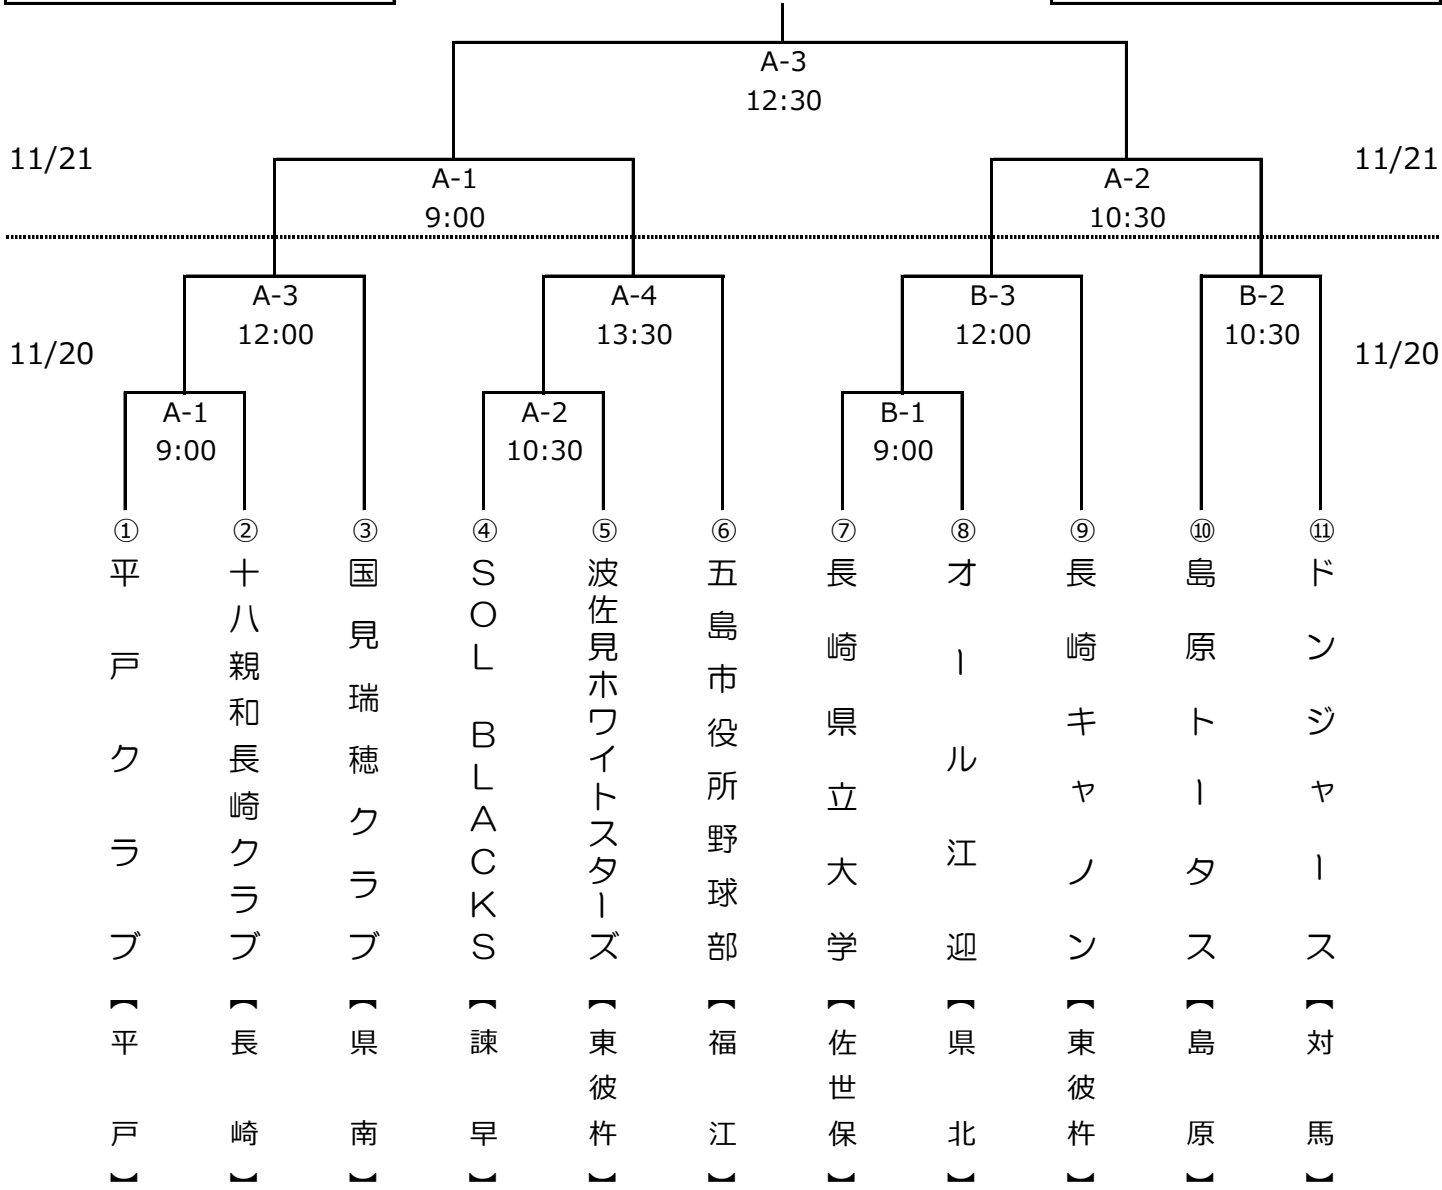 A-3
12:30
11/21
11/21
A-1
9:00
A-2
10:30
A-3
12:00
A-4
13:30
B-3
12:00
B-2
10:30
11/20
11/20
A-1
9:00
A-2
10:30
B-1
9:00
① 平戸クラブ【平戸】
② 十八親和長崎クラブ【長崎】
③ 国見瑞穂クラブ【県南】
④ SOL BLACKS【諫早】
⑤ 波佐見ホワイトスターズ【東彼杵】
⑥ 五島市役所野球部【福江】
⑦ 長崎県立大学【佐世保】
⑧ オール江迎【県北】
⑨ 長崎キャノン【東彼杵】
⑩ 島原トータス【島原】
⑪ ドンジャース【対馬】